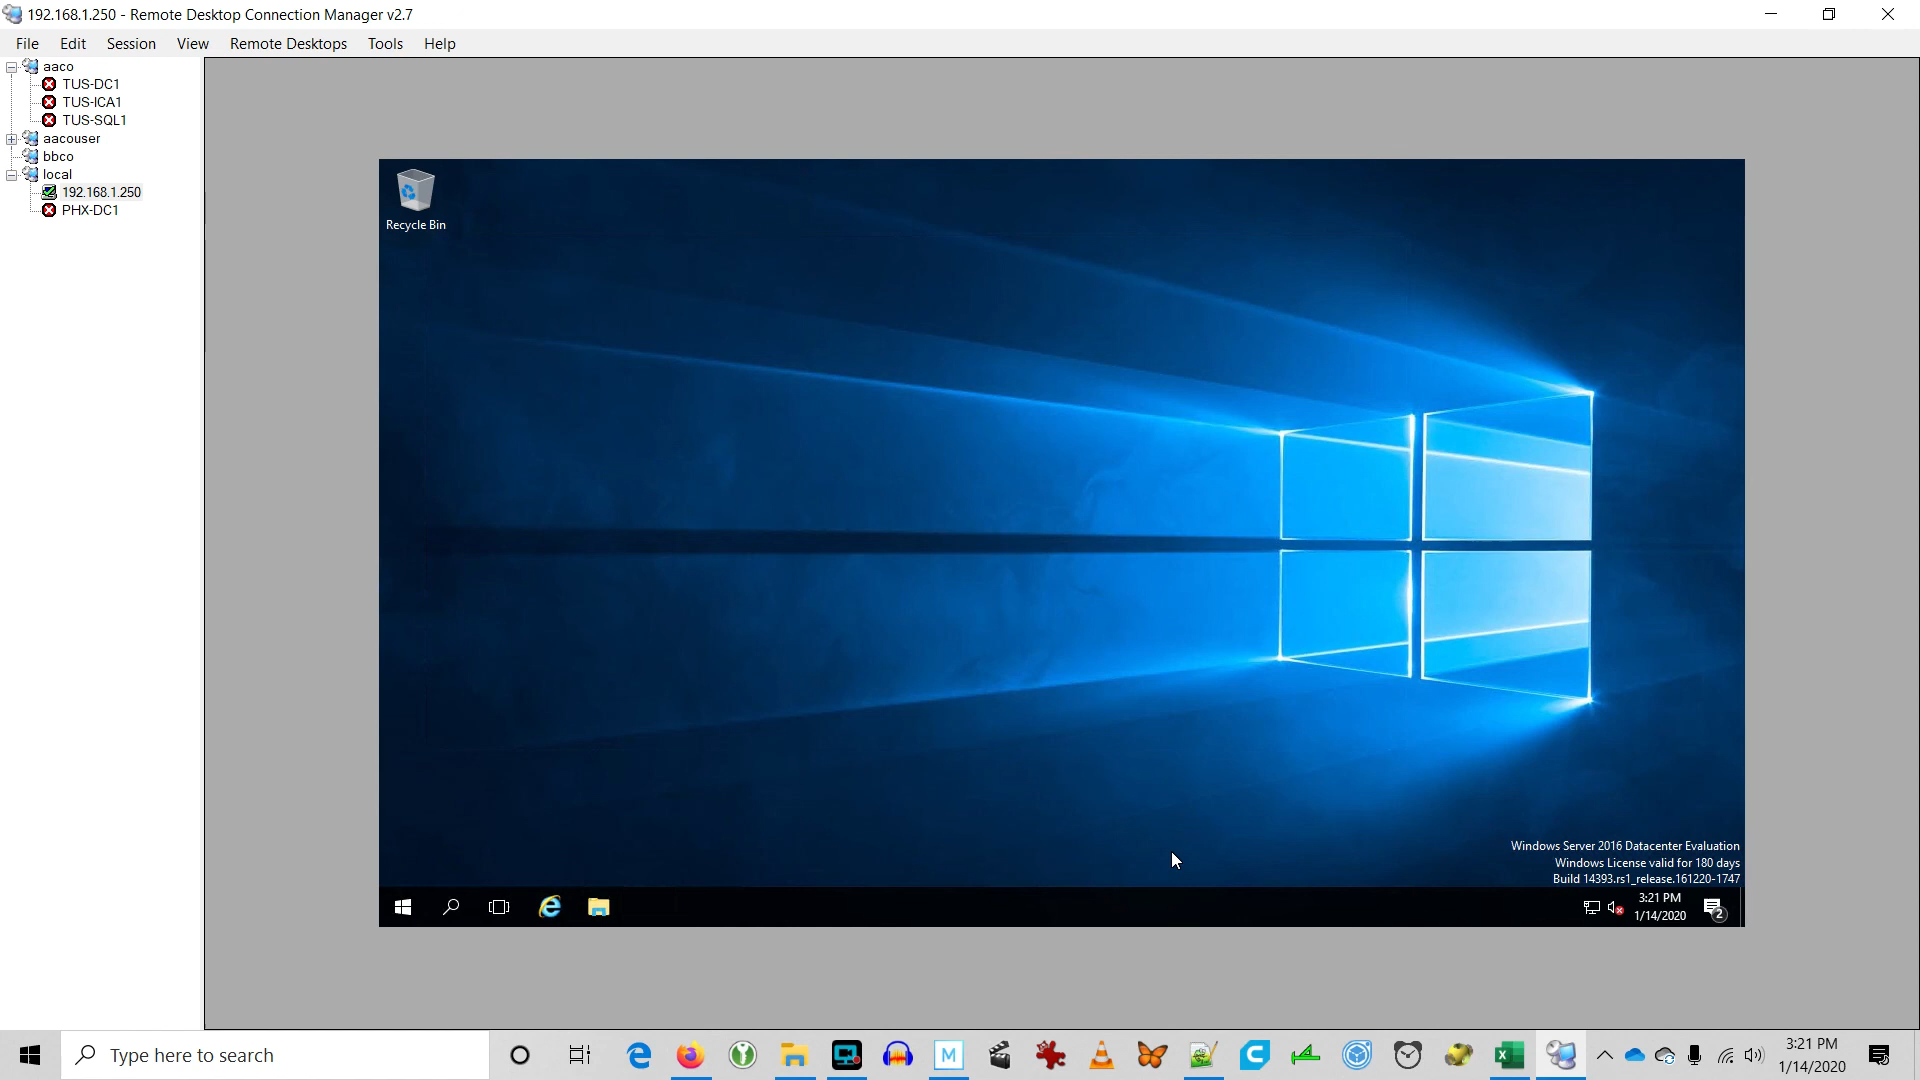 192.168.1.250 - Remote Desktop Connection Manager v2.7
File Edit Session View Remote Desktops Tools Help
aaco
TUS-DC1
TUS-ICA1
TUS-SQL1
aacouser
bbco
local
192.168.1.250
PHX-DC1
Recycle Bin
Windows Server 2016 Datacenter Evaluation
Windows License valid for 180 days
Build 14393.rs1_release.161220-1747
3:21 PM
1/14/2020
2
Type here to search
M
3:21 PM
1/14/2020